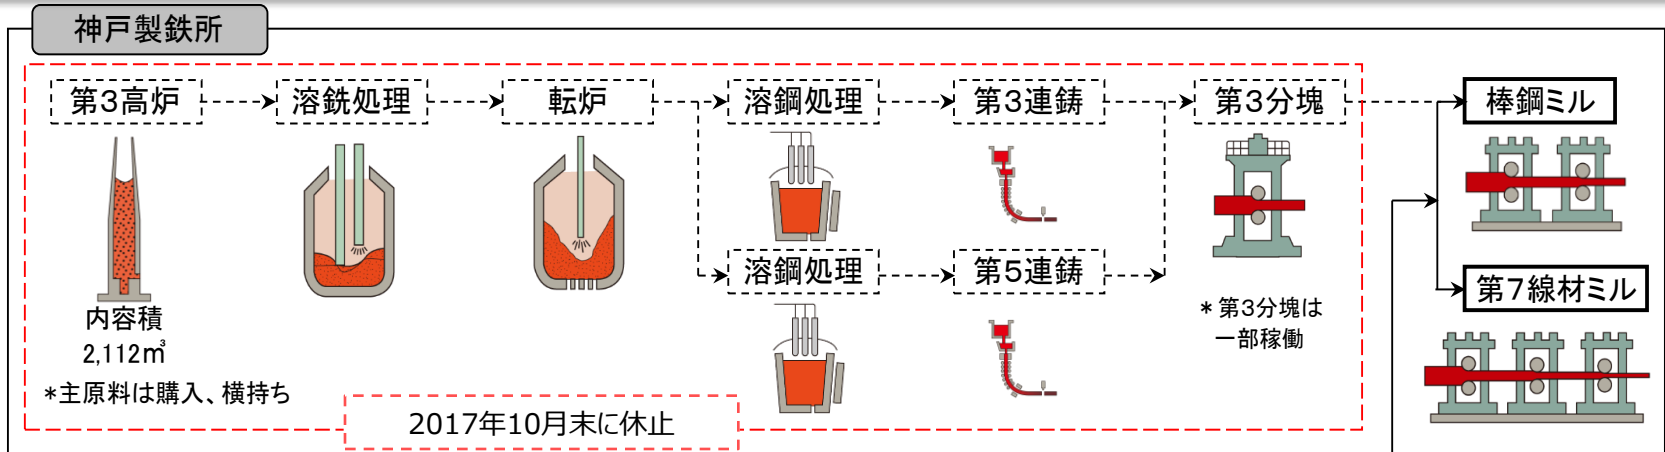 神戸製鉄所
第3高炉
溶銑処理
転炉
溶鋼処理
第3連鋳
第3分塊
棒鋼ミル
溶鋼処理
第5連鋳
第7線材ミル
内容積
2,112㎥
*主原料は購入、横持ち
*第3分塊は
一部稼働
2017年10月末に休止